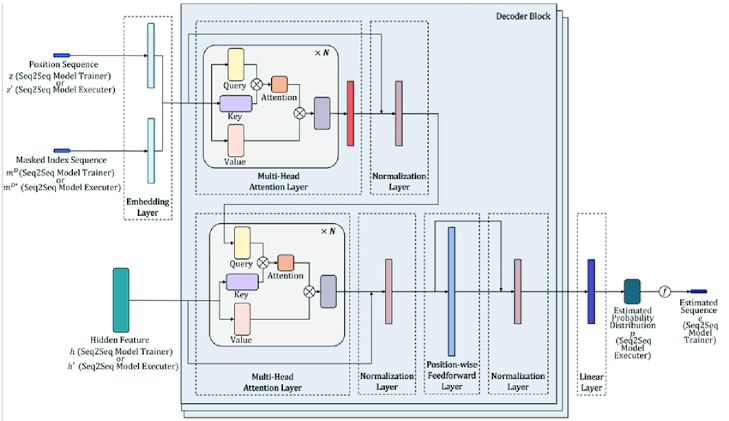 Decoder Block
Position Sequence
z (Seq2Seq Model Trainer)
or
z′ (Seq2Seq Model Executer)
Masked Index Sequence
mᵖ(Seq2Seq Model Trainer)
or
mᵖ′ (Seq2Seq Model Executer)
Embedding
Layer
× N
Query
Attention
Key
Value
Multi-Head
Attention Layer
Normalization
Layer
× N
Query
Attention
Key
Value
Multi-Head
Attention Layer
Normalization
Layer
Position-wise
Feedforward
Layer
Normalization
Layer
Hidden Feature
h (Seq2Seq Model Trainer)
or
h′ (Seq2Seq Model Executer)
Linear
Layer
Estimated
Probability
Distribution
p
(Seq2Seq
Model
Executer)
f
Estimated
Sequence
e
(Seq2Seq
Model
Trainer)